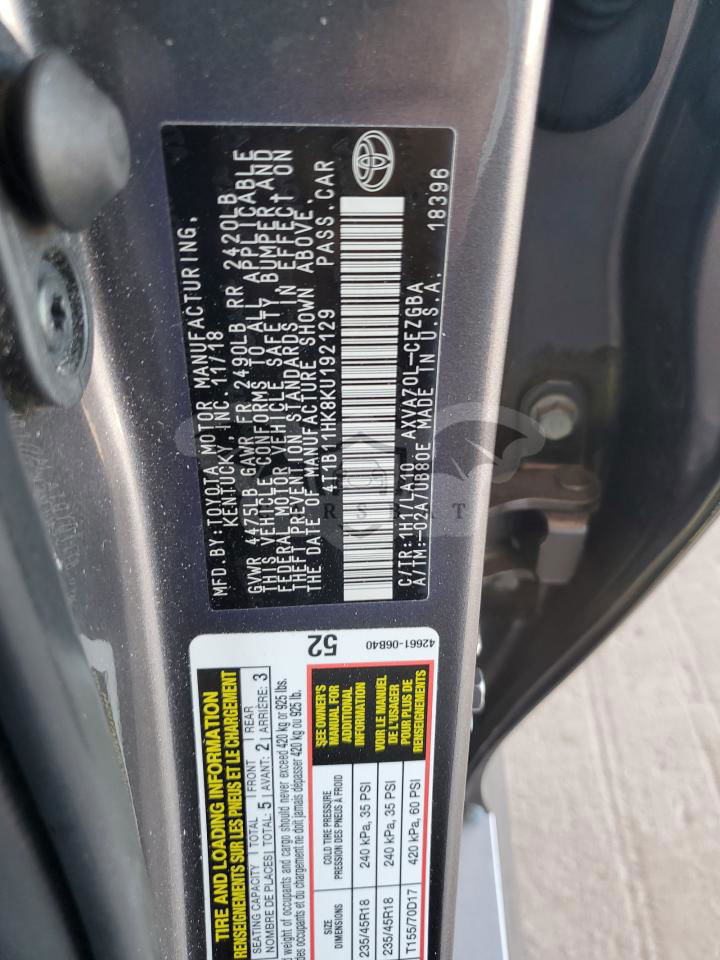 MFD.BY:TOYOTA MOTOR MANUFACTURING,
KENTUCKY,INC. 11/18
GVWR 4475LB GAWR FR 2490LB RR 2420LB
THIS VEHICLE CONFORMS TO ALL APPLICABLE
FEDERAL MOTOR VEHICLE SAFETY, BUMPER AND
THEFT PREVENTION STANDARDS IN EFFECT ON
THE DATE OF MANUFACTURE SHOWN ABOVE.
4T1B11HK8KU192129 PASS.CAR
C/TR:1H2/LA10 AXVA70L-CEZGBA
A/TM:-02A/UB80E MADE IN U.S.A. 18396
TIRE AND LOADING INFORMATION
RENSEIGNEMENTS SUR LES PNEUS ET LE CHARGEMENT
SEATING CAPACITY | TOTAL | FRONT | REAR
NOMBRE DE PLACES | TOTAL: 5 | AVANT: 2 | ARRIÈRE: 3
weight of occupants and cargo should never exceed 420 kg or 925 lbs.
des occupants et du chargement ne doit jamais dépasser 420 kg ou 925 lb.
52
42661-06B40
SIZE
DIMENSIONS
COLD TIRE PRESSURE
PRESSION DES PNEUS À FROID
235/45R18 240 kPa, 35 PSI
235/45R18 240 kPa, 35 PSI
T155/70D17 420 kPa, 60 PSI
SEE OWNER'S
MANUAL FOR
ADDITIONAL
INFORMATION
VOIR LE MANUEL
DE L'USAGER
POUR PLUS DE
RENSEIGNEMENTS